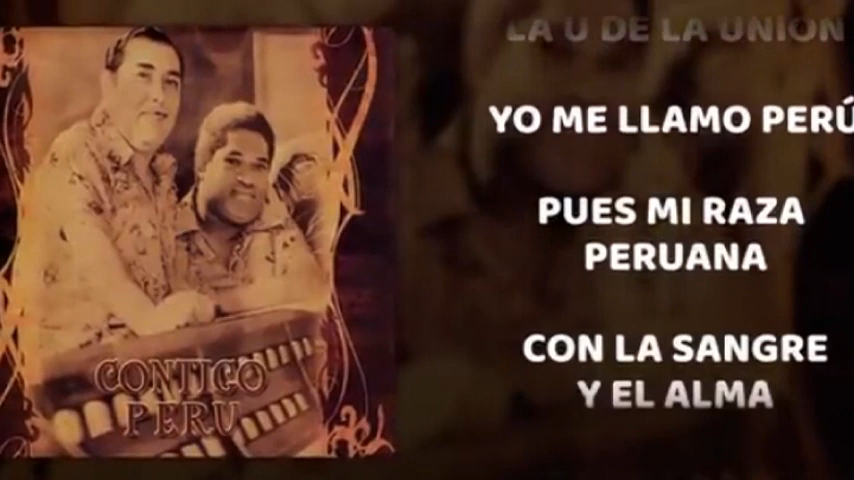 CONTIGO
PERU
LA U DE LA UNION
YO ME LLAMO PERÚ
PUES MI RAZA
PERUANA
CON LA SANGRE
Y EL ALMA